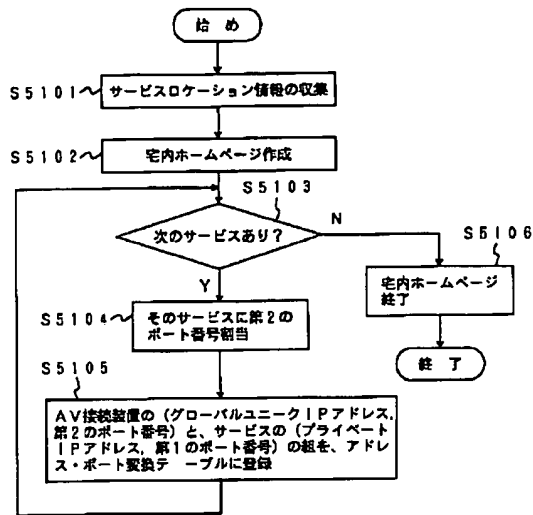 始 め
S5101
サービスロケーション情報の収集
S5102
宅内ホームページ作成
S5103
次のサービスあり？
N
Y
S5106
宅内ホームページ
終了
終 了
S5104
そのサービスに第2の
ポート番号割当
S5105
AV接続装置の（グローバルユニークIPアドレス，
第2のポート番号）と、サービスの（プライベート
IPアドレス，第1のポート番号）の組を、アドレ
ス・ポート変換テ ーブルに登録